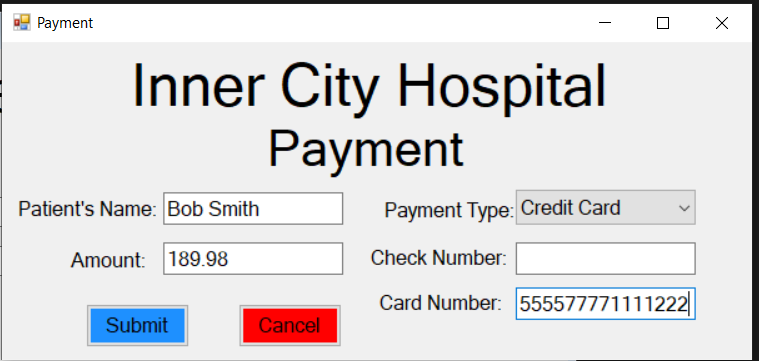 Payment
Inner City Hospital
Payment
Patient's Name: Bob Smith Payment Type: Credit Card
Amount: 189.98 Check Number:
Card Number: 555577771111222
Submit Cancel